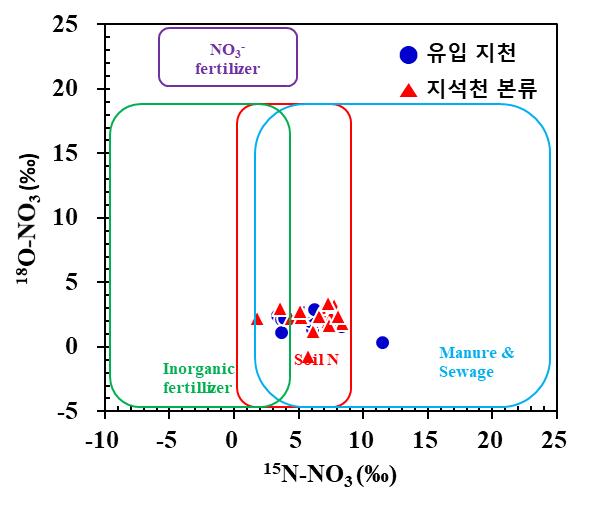 25
20
15
10
5
0
-5
-10
-5
0
5
10
15
20
25
¹⁸O-NO₃ (‰)
¹⁵N-NO₃ (‰)
NO₃⁻
fertilizer
유입 지천
지석천 본류
Inorganic
fertillizer
Soil N
Manure &
Sewage